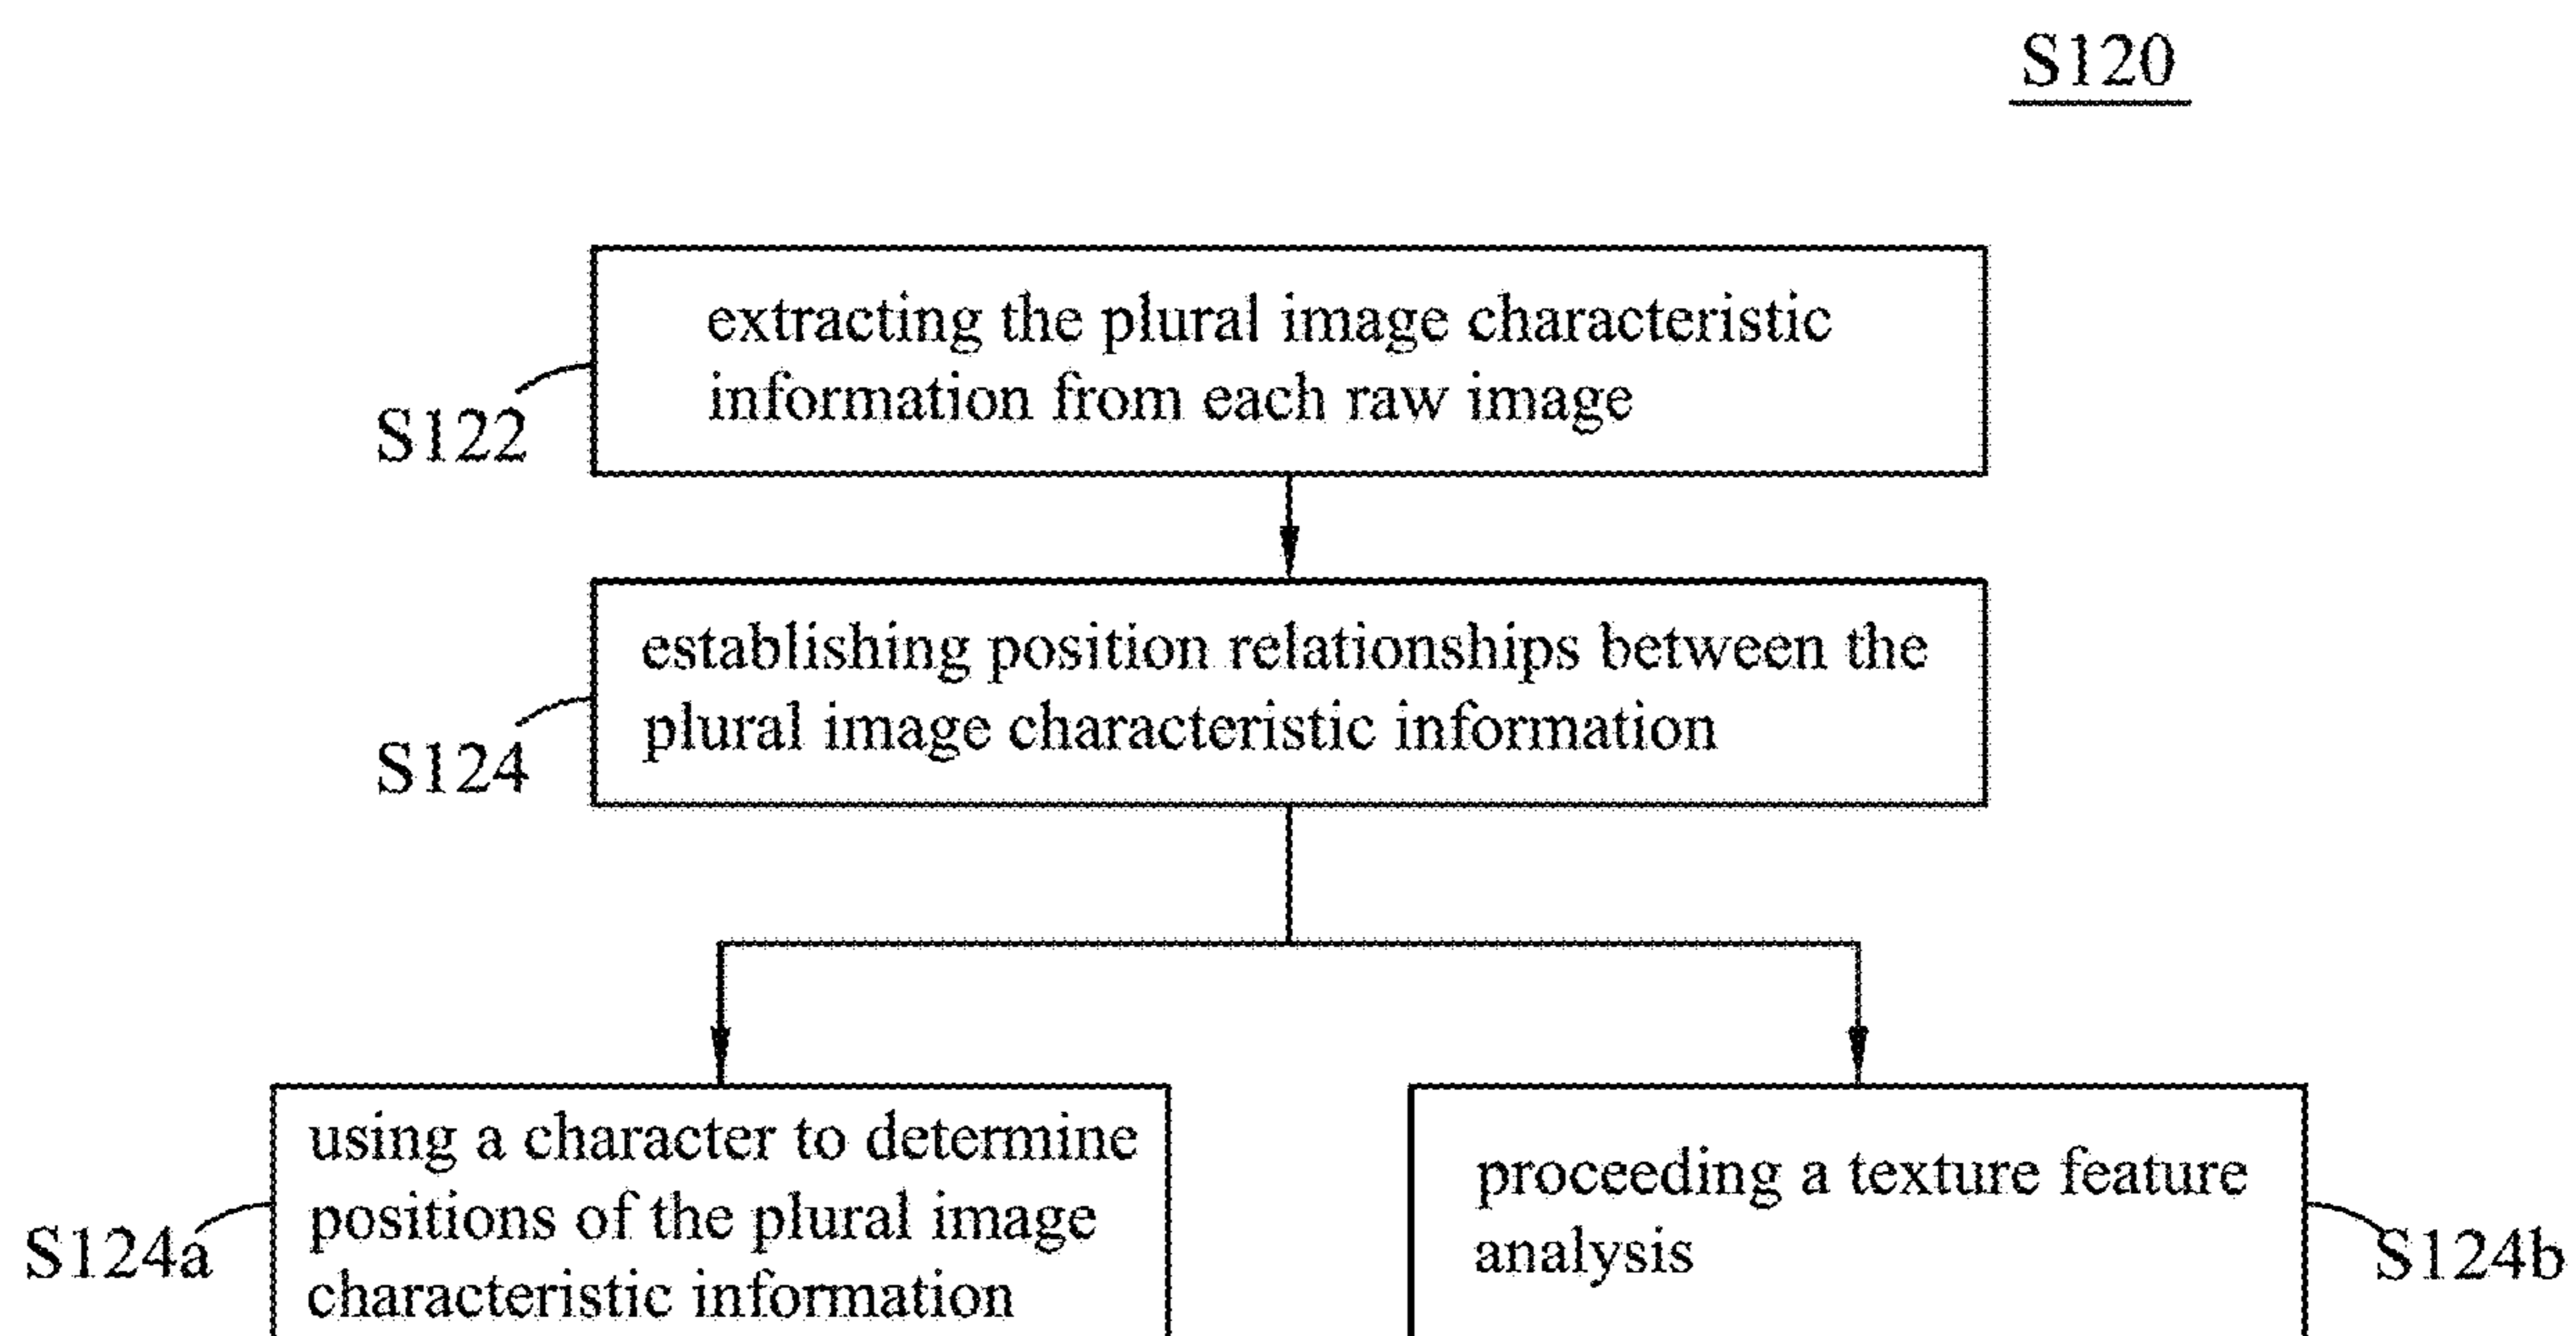 S120
extracting the plural image characteristic
information from each raw image
S122
establishing position relationships between the
plural image characteristic information
S124
using a character to determine
positions of the plural image
characteristic information
S124a
proceeding a texture feature
analysis
S124b